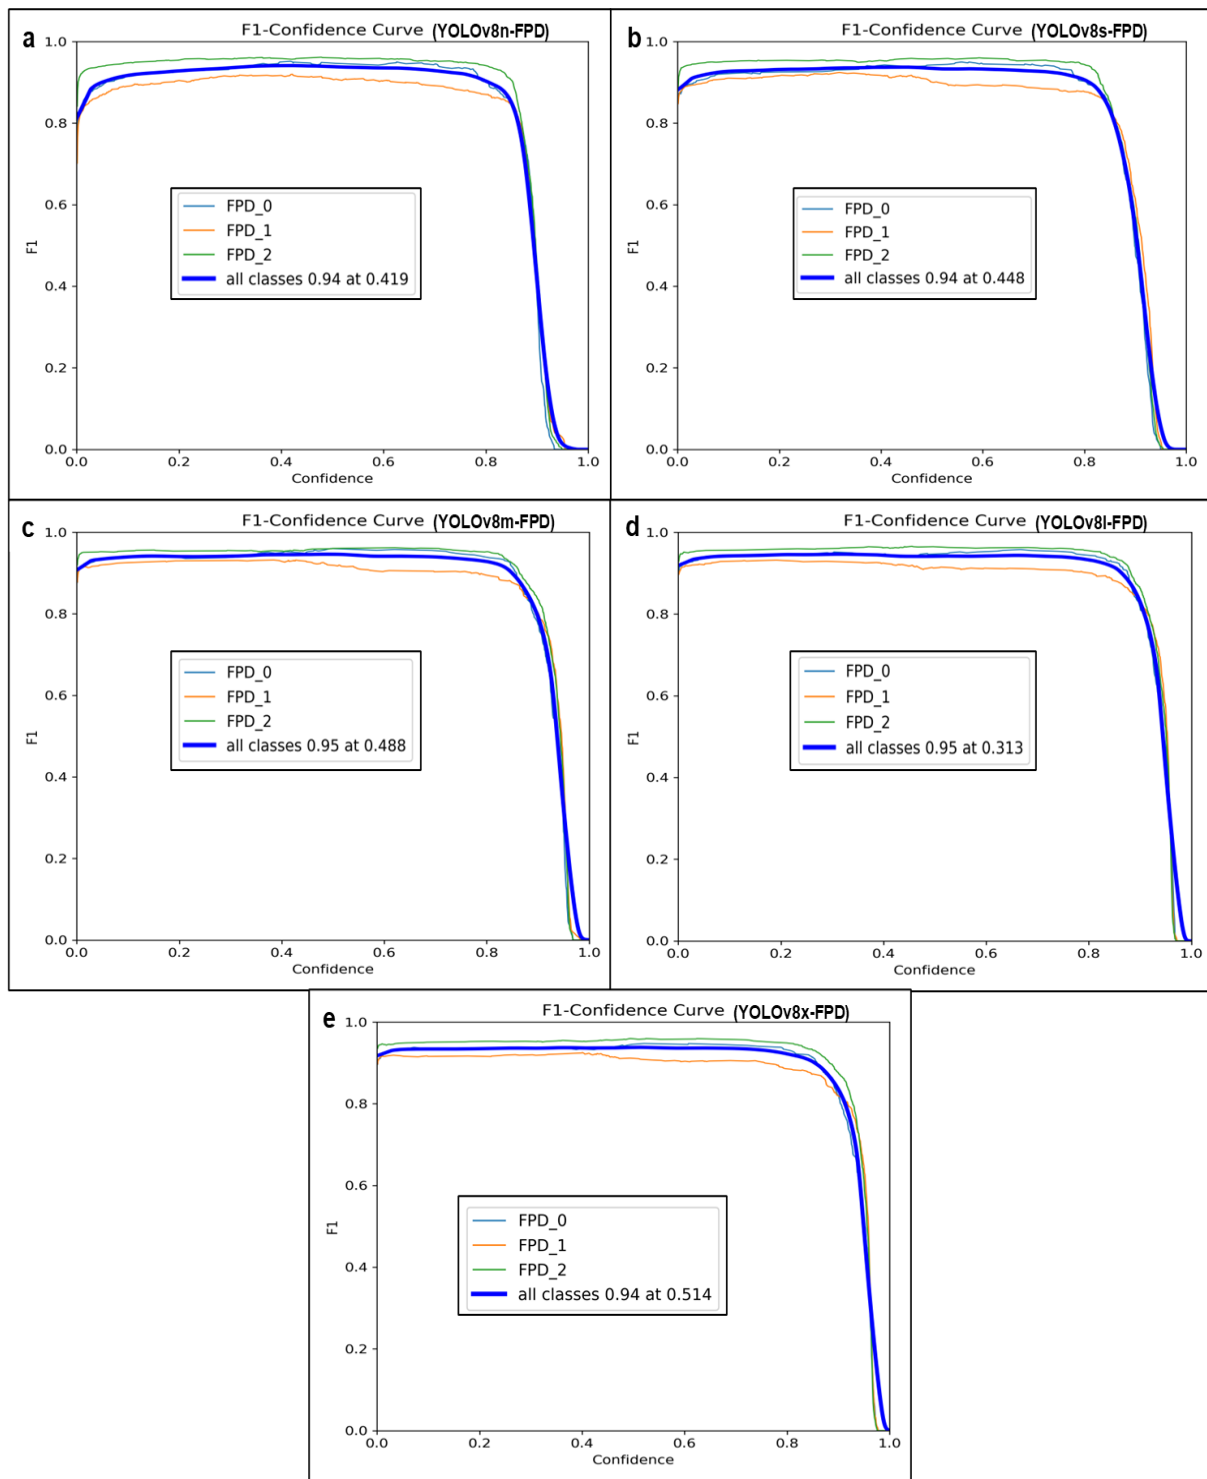 a
F1-Confidence Curve (YOLOv8n-FPD)
1.0
0.8
0.6
0.4
0.2
0.0
F1
FPD_0
FPD_1
FPD_2
all classes 0.94 at 0.419
0.0 0.2 0.4 0.6 0.8 1.0
Confidence
b
F1-Confidence Curve (YOLOv8s-FPD)
1.0
0.8
0.6
0.4
0.2
0.0
F1
FPD_0
FPD_1
FPD_2
all classes 0.94 at 0.448
0.0 0.2 0.4 0.6 0.8 1.0
Confidence
c
F1-Confidence Curve (YOLOv8m-FPD)
1.0
0.8
0.6
0.4
0.2
0.0
F1
FPD_0
FPD_1
FPD_2
all classes 0.95 at 0.488
0.0 0.2 0.4 0.6 0.8 1.0
Confidence
d
F1-Confidence Curve (YOLOv8l-FPD)
1.0
0.8
0.6
0.4
0.2
0.0
F1
FPD_0
FPD_1
FPD_2
all classes 0.95 at 0.313
0.0 0.2 0.4 0.6 0.8 1.0
Confidence
e
F1-Confidence Curve (YOLOv8x-FPD)
1.0
0.8
0.6
0.4
0.2
0.0
F1
FPD_0
FPD_1
FPD_2
all classes 0.94 at 0.514
0.0 0.2 0.4 0.6 0.8 1.0
Confidence